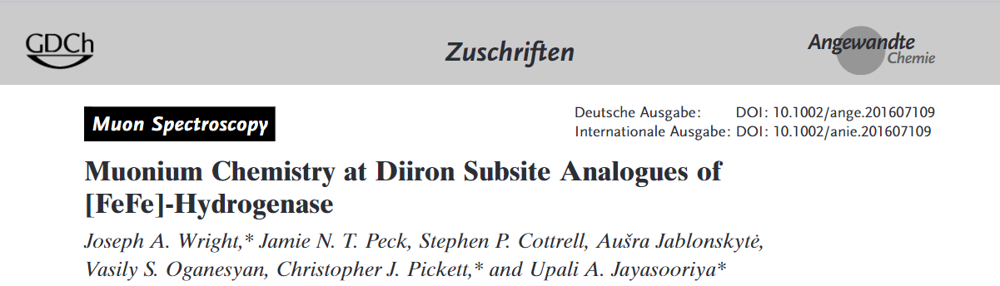 GDCh
Zuschriften
Angewandte
Chemie
Muon Spectroscopy
Deutsche Ausgabe: DOI: 10.1002/ange.201607109
Internationale Ausgabe: DOI: 10.1002/anie.201607109
Muonium Chemistry at Diiron Subsite Analogues of
[FeFe]-Hydrogenase
Joseph A. Wright,* Jamie N. T. Peck, Stephen P. Cottrell, Aušra Jablonskytė,
Vasily S. Oganesyan, Christopher J. Pickett,* and Upali A. Jayasooriya*